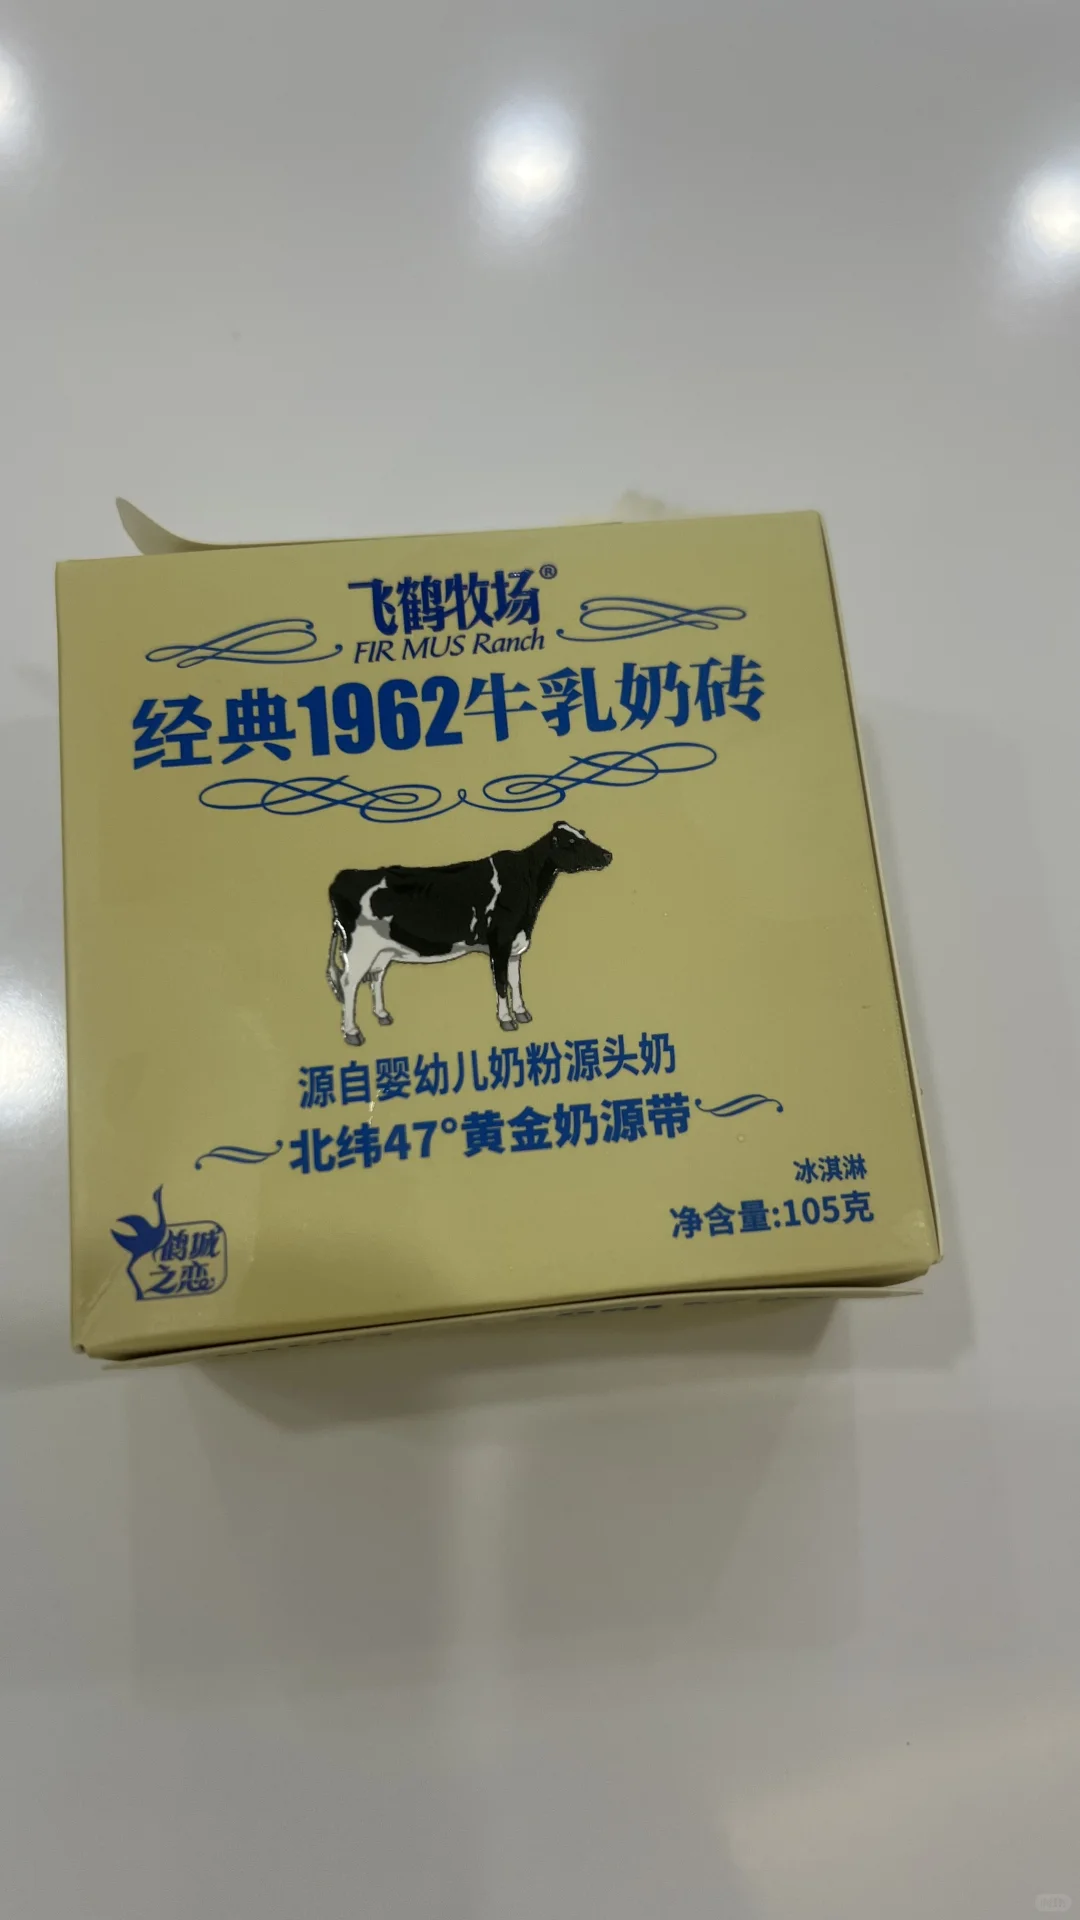 飞鹤牧场®
FIR MUS Ranch
经典1962牛乳奶砖
源自婴幼儿奶粉源头奶
北纬47°黄金奶源带
冰淇淋
净含量:105克
鹤城
之恋